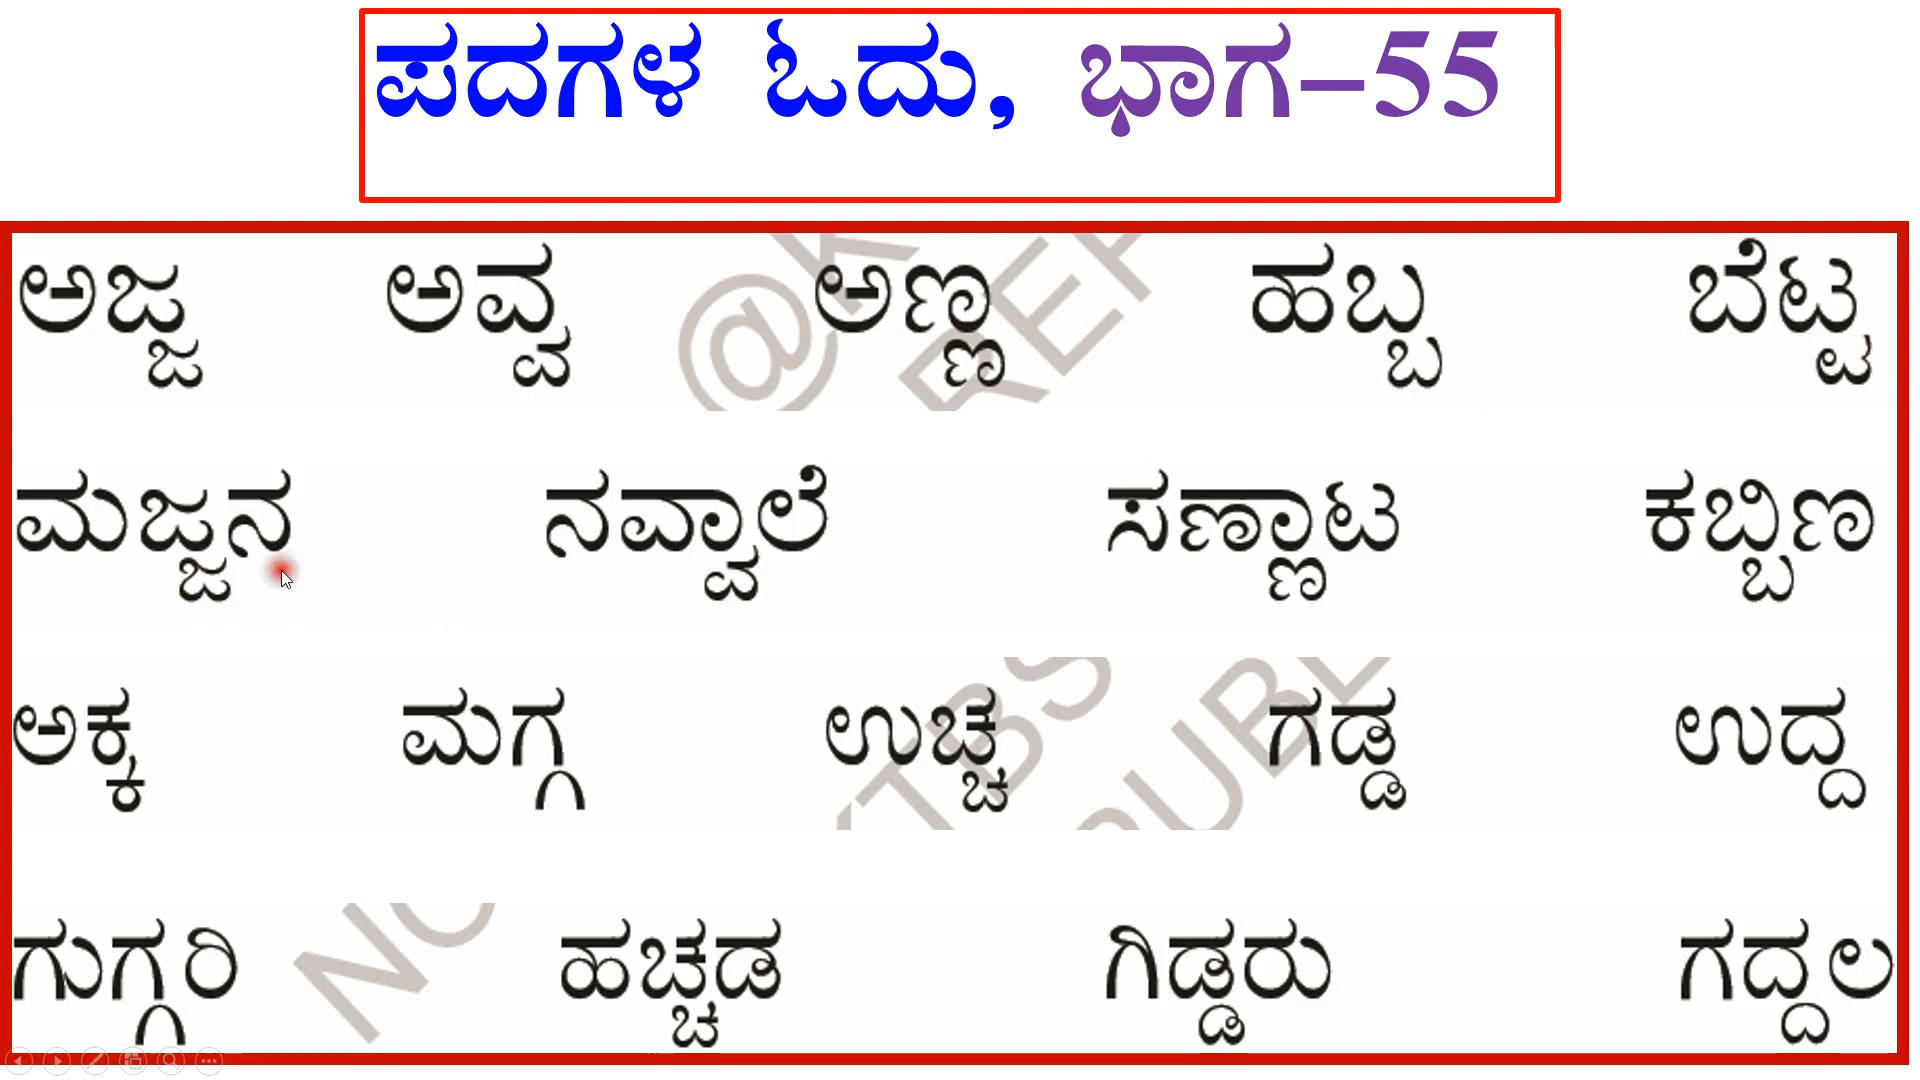 ಪದಗಳ ಓದು, ಭಾಗ-55
ಅಜ್ಜ ಅವ್ವ ಅಣ್ಣ ಹಬ್ಬ ಬೆಟ್ಟ
ಮಜ್ಜನ ನವ್ವಾಲೆ ಸಣ್ಣಾಟ ಕಬ್ಬಿಣ
ಅಕ್ಕ ಮಗ್ಗ ಉಚ್ಚ ಗಡ್ಡ ಉದ್ದ
ಗುಗ್ಗರಿ ಹಚ್ಚಡ ಗಿಡ್ಡರು ಗದ್ದಲ